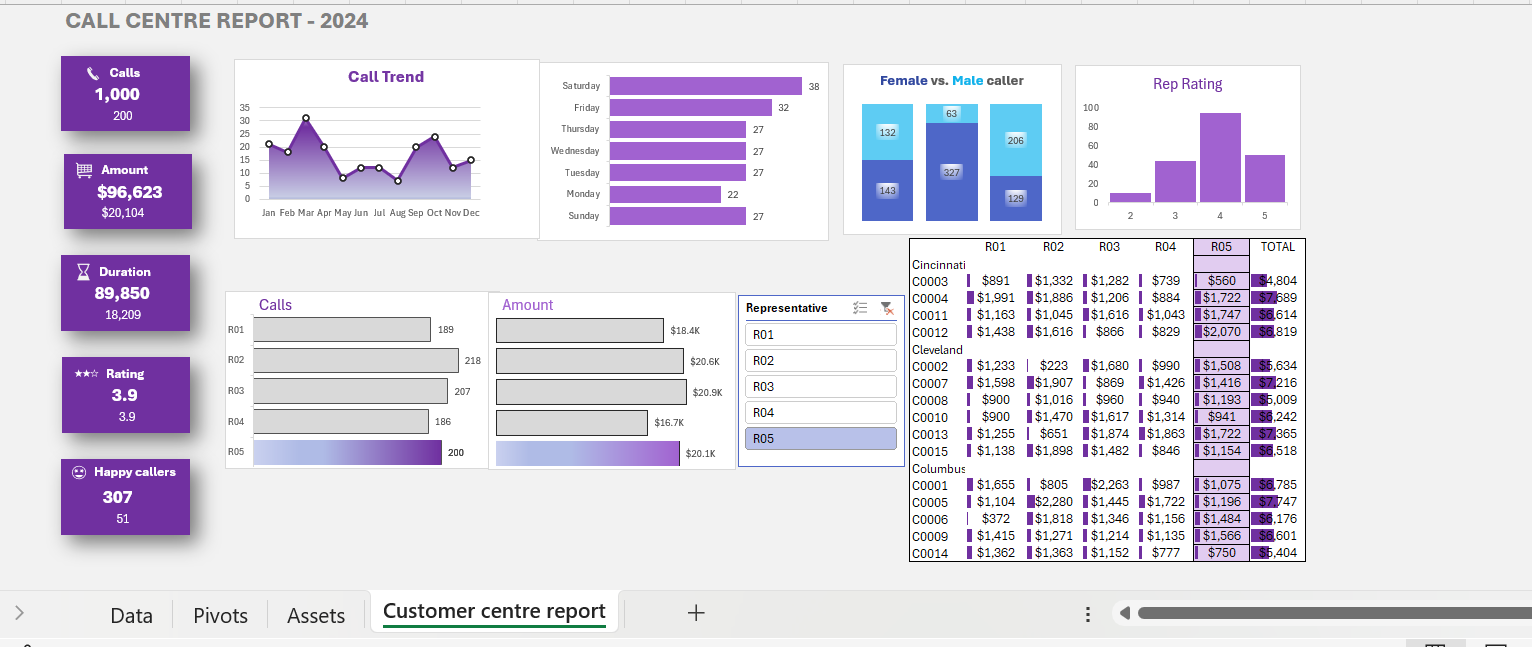 CALL CENTRE REPORT - 2024
Calls
1,000
200
Amount
$96,623
$20,104
Duration
89,850
18,209
Rating
3.9
3.9
Happy callers
307
51
Call Trend
35
30
25
20
15
10
5
0
Jan Feb Mar Apr May Jun Jul Aug Sep Oct Nov Dec
Saturday 38
Friday 32
Thursday 27
Wednesday 27
Tuesday 27
Monday 22
Sunday 27
Female vs. Male caller
132 63 206
143 327 129
Rep Rating
100
80
60
40
20
0
2 3 4 5
Calls
R01 189
R02 218
R03 207
R04 186
R05 200
Amount
$18.4K
$20.6K
$20.9K
$16.7K
$20.1K
Representative
R01
R02
R03
R04
R05
R01 R02 R03 R04 R05 TOTAL
Cincinnati
C0003 $891 $1,332 $1,282 $739 $560 $4,804
C0004 $1,991 $1,886 $1,206 $884 $1,722 $7,689
C0011 $1,163 $1,045 $1,616 $1,043 $1,747 $6,614
C0012 $1,438 $1,616 $866 $829 $2,070 $6,819
Cleveland
C0002 $1,233 $223 $1,680 $990 $1,508 $5,634
C0007 $1,598 $1,907 $869 $1,426 $1,416 $7,216
C0008 $900 $1,016 $960 $940 $1,193 $5,009
C0010 $900 $1,470 $1,617 $1,314 $941 $6,242
C0013 $1,255 $651 $1,874 $1,863 $1,722 $7,365
C0015 $1,138 $1,898 $1,482 $846 $1,154 $6,518
Columbus
C0001 $1,655 $805 $2,263 $987 $1,075 $6,785
C0005 $1,104 $2,280 $1,445 $1,722 $1,196 $7,747
C0006 $372 $1,818 $1,346 $1,156 $1,484 $6,176
C0009 $1,415 $1,271 $1,214 $1,135 $1,566 $6,601
C0014 $1,362 $1,363 $1,152 $777 $750 $5,404
Data Pivots Assets Customer centre report